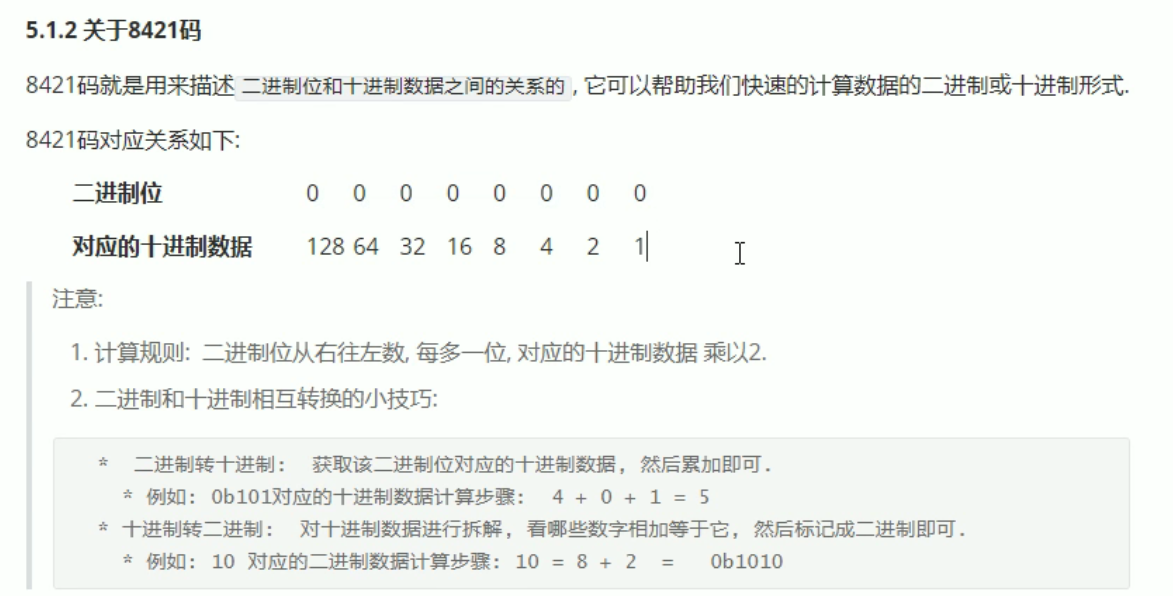 5.1.2 关于8421码
8421码就是用来描述 二进制位和十进制数据之间的关系的 , 它可以帮助我们快速的计算数据的二进制或十进制形式.
8421码对应关系如下:
二进制位 0 0 0 0 0 0 0 0
对应的十进制数据 128 64 32 16 8 4 2 1
注意:
1. 计算规则: 二进制位从右往左数, 每多一位, 对应的十进制数据 乘以2.
2. 二进制和十进制相互转换的小技巧:
* 二进制转十进制: 获取该二进制位对应的十进制数据, 然后累加即可.
* 例如: 0b101对应的十进制数据计算步骤: 4 + 0 + 1 = 5
* 十进制转二进制: 对十进制数据进行拆解, 看哪些数字相加等于它, 然后标记成二进制即可.
* 例如: 10 对应的二进制数据计算步骤: 10 = 8 + 2 = 0b1010